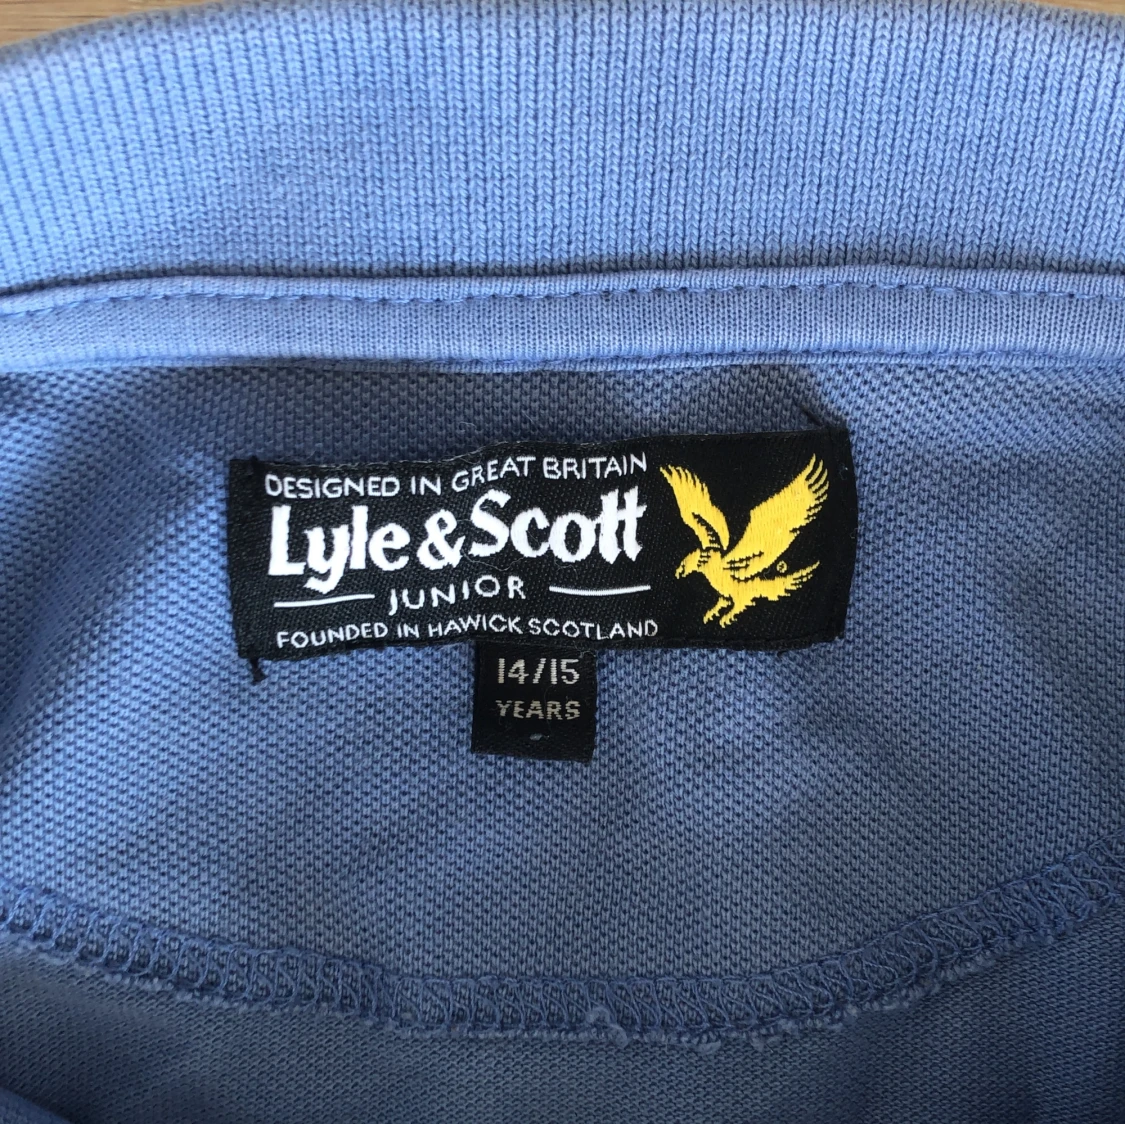 DESIGNED IN GREAT BRITAIN
Lyle & Scott
JUNIOR
FOUNDED IN HAWICK SCOTLAND
14/15
YEARS